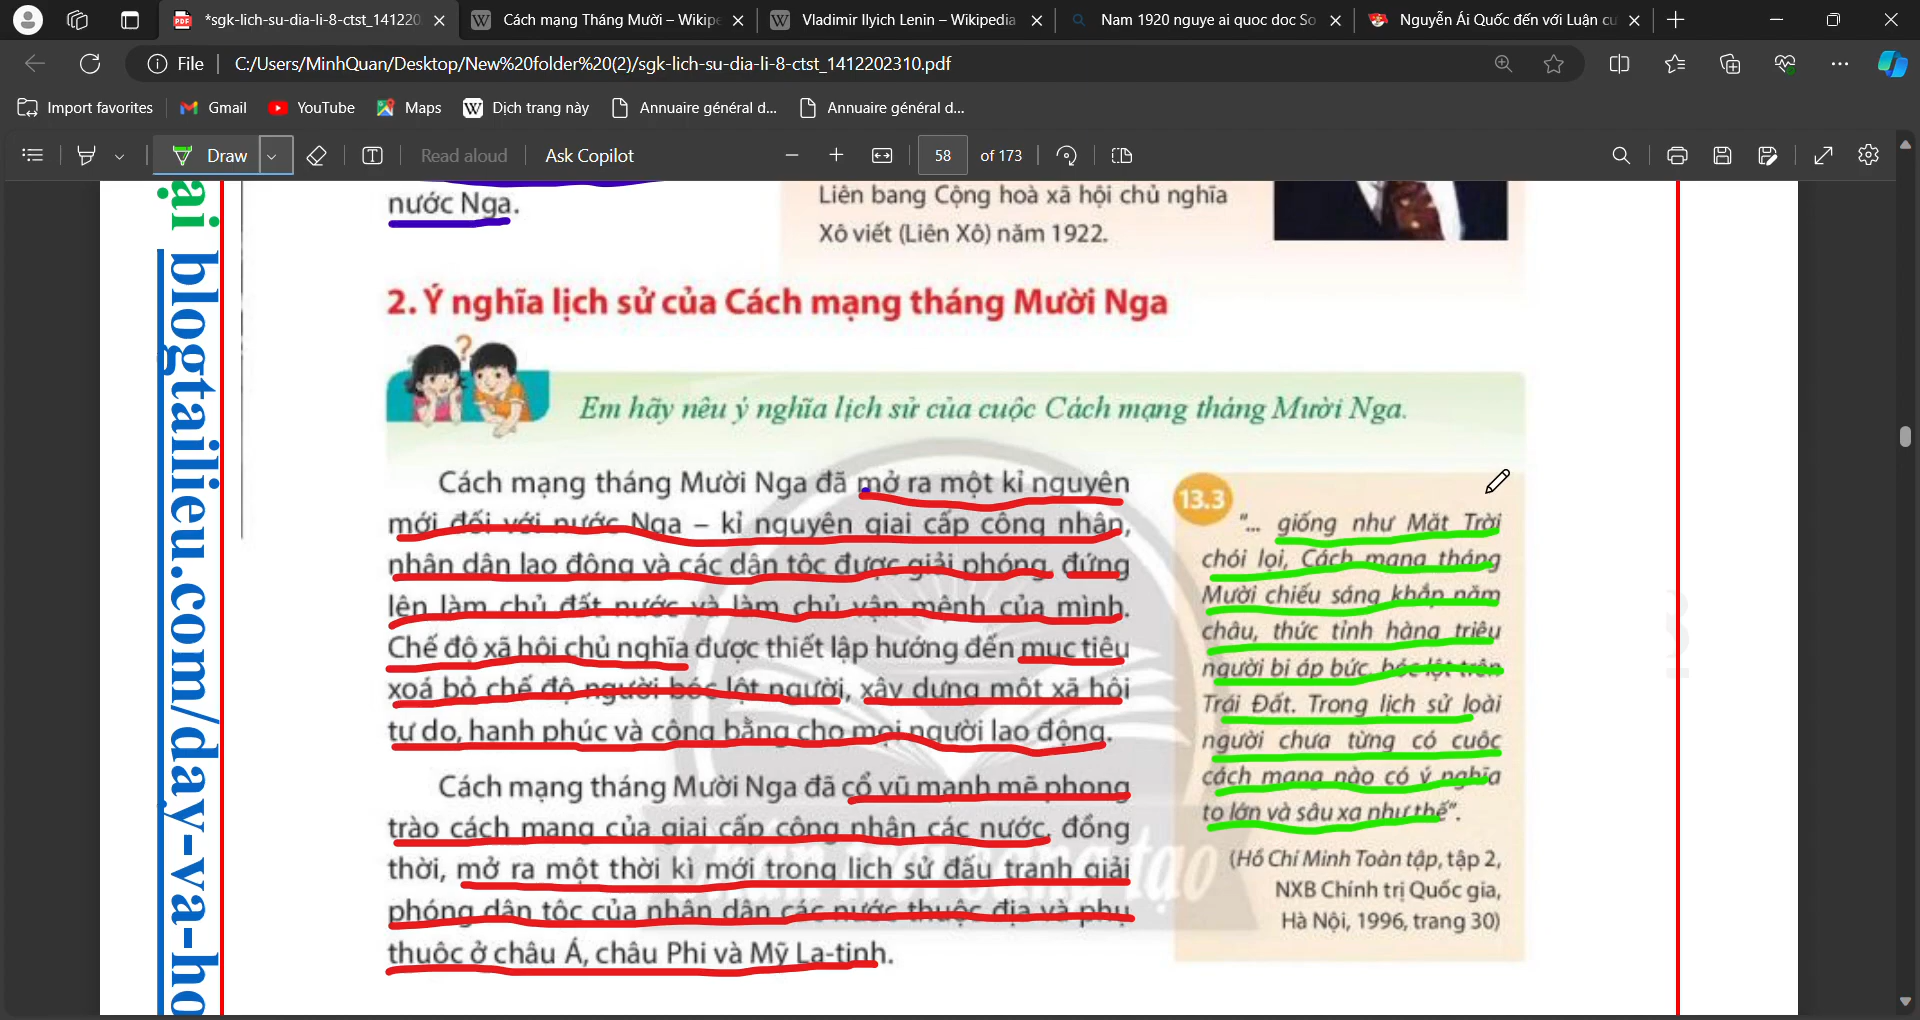 *sgk-lich-su-dia-li-8-ctst_141220
Cách mạng Tháng Mười – Wikipe
Vladimir Ilyich Lenin – Wikipedia
Nam 1920 nguye ai quoc doc So
Nguyễn Ái Quốc đến với Luận cu
File
C:/Users/MinhQuan/Desktop/New%20folder%20(2)/sgk-lich-su-dia-li-8-ctst_1412202310.pdf
Import favorites
Gmail
YouTube
Maps
Dịch trang này
Annuaire général d...
Annuaire général d...
Draw
Read aloud
Ask Copilot
58
of 173
ại blogtailieu.com/day-va-ho
nước Nga.
Liên bang Cộng hoà xã hội chủ nghĩa
Xô viết (Liên Xô) năm 1922.
2. Ý nghĩa lịch sử của Cách mạng tháng Mười Nga
Em hãy nêu ý nghĩa lịch sử của cuộc Cách mạng tháng Mười Nga.
Cách mạng tháng Mười Nga đã mở ra một kỉ nguyên
mới đối với nước Nga – kỉ nguyên giai cấp công nhân,
nhân dân lao động và các dân tộc được giải phóng, đứng
lên làm chủ đất nước và làm chủ vận mệnh của mình.
Chế độ xã hội chủ nghĩa được thiết lập hướng đến mục tiêu
xoá bỏ chế độ người bóc lột người, xây dựng một xã hội
tự do, hạnh phúc và công bằng cho mọi người lao động.
Cách mạng tháng Mười Nga đã cổ vũ mạnh mẽ phong
trào cách mạng của giai cấp công nhân các nước, đồng
thời, mở ra một thời kì mới trong lịch sử đấu tranh giải
phóng dân tộc của nhân dân các nước thuộc địa và phụ
thuộc ở châu Á, châu Phi và Mỹ La-tinh.
13.3
"... giống như Mặt Trời
chói lọi, Cách mạng tháng
Mười chiếu sáng khắp năm
châu, thức tỉnh hàng triệu
người bị áp bức, bóc lột trên
Trái Đất. Trong lịch sử loài
người chưa từng có cuộc
cách mạng nào có ý nghĩa
to lớn và sâu xa như thế".
(Hồ Chí Minh Toàn tập, tập 2,
NXB Chính trị Quốc gia,
Hà Nội, 1996, trang 30)
Chân trời sáng tạo